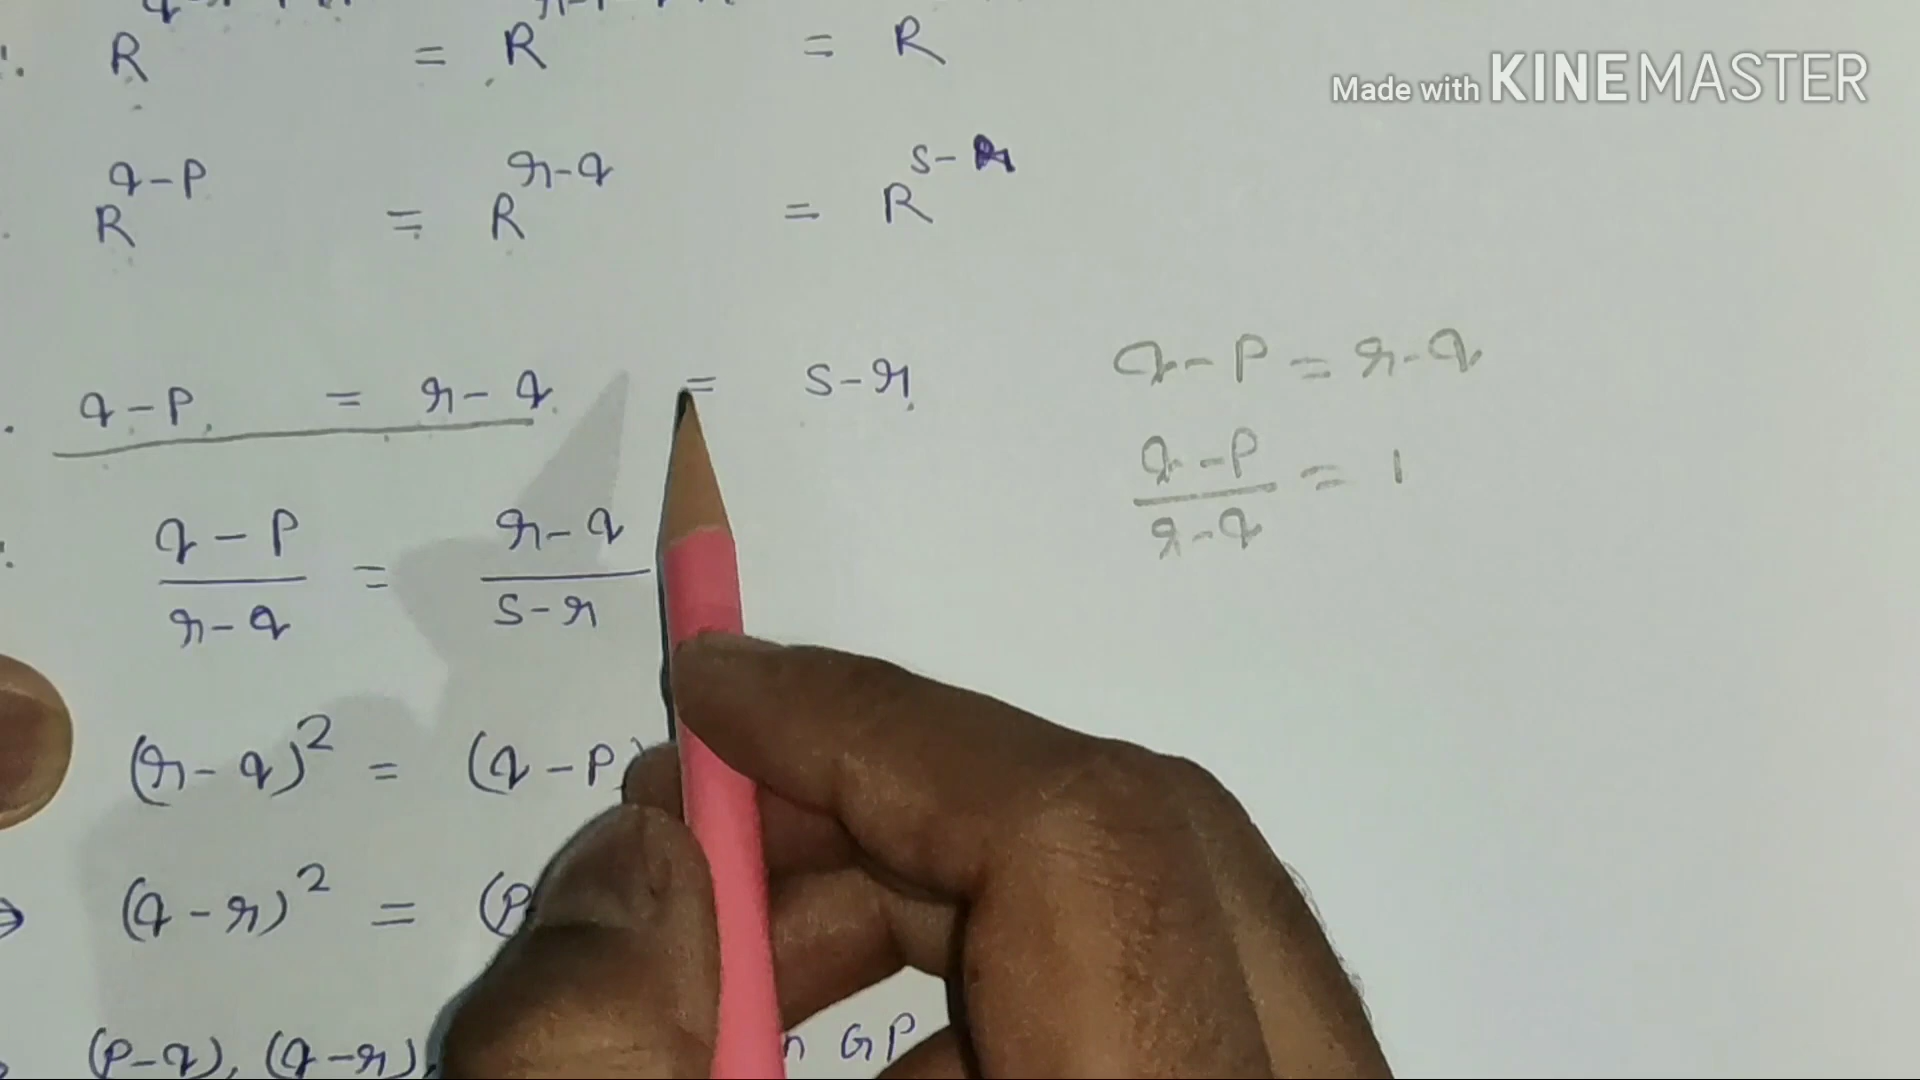 ∴ R = R = R
Made with KINEMASTER
R^(q-p) = R^(r-q) = R^(s-r)
q-p = r-q = s-r
q-p = r-q
(q-p)/(r-q) = 1
(q-p)/(r-q) = (r-q)/(s-r)
(r-q)² = (q-p)
⇒ (q-r)² = (p
(p-q), (q-r), n GP